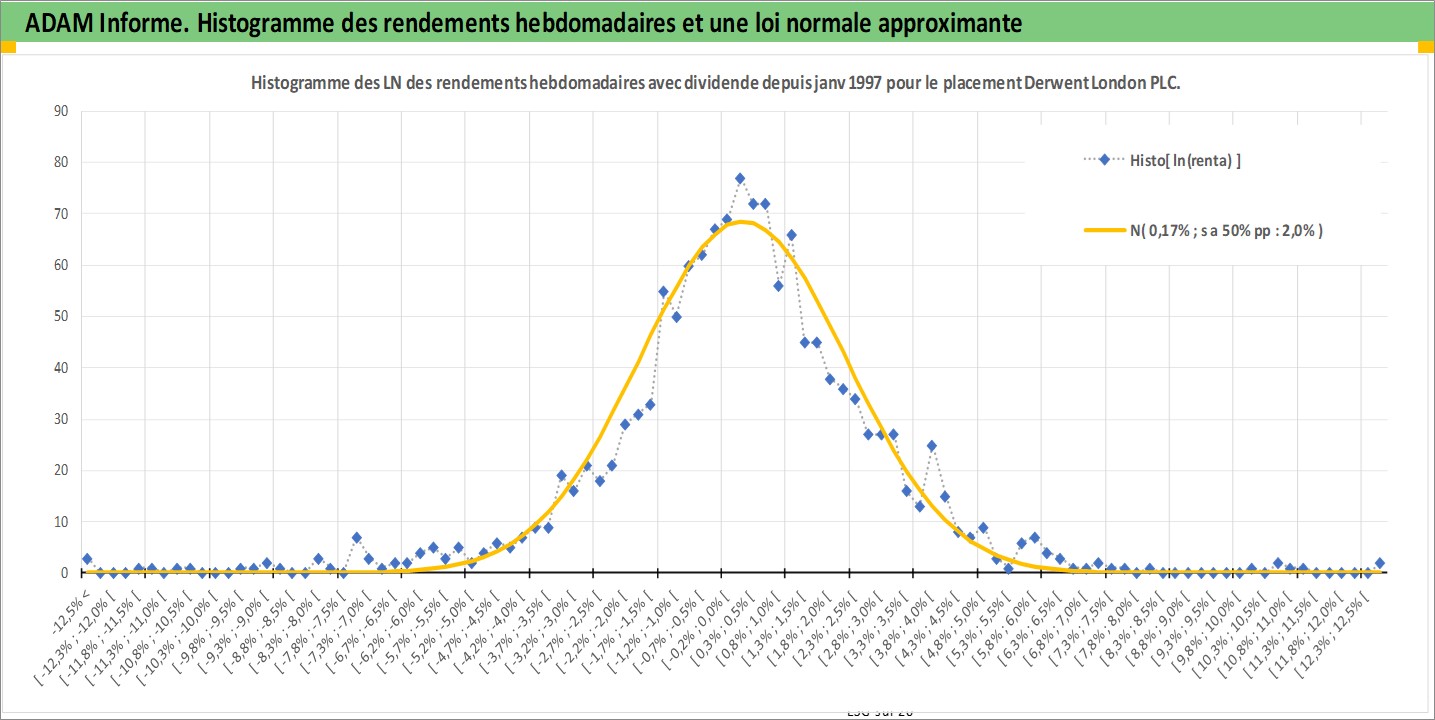 ADAM Informe. Histogramme des rendements hebdomadaires et une loi normale approximante
Histogramme des LN des rendements hebdomadaires avec dividende depuis janv 1997 pour le placement Derwent London PLC.
90
80
70
60
50
40
30
20
10
0
Histo[ ln(renta) ]
N( 0,17% ; s a 50% pp : 2,0% )
-12,5% <
[ -12,3% ; -12,0% [
[ -11,8% ; -11,5% [
[ -11,3% ; -11,0% [
[ -10,8% ; -10,5% [
[ -10,3% ; -10,0% [
[ -9,8% ; -9,5% [
[ -9,3% ; -9,0% [
[ -8,8% ; -8,5% [
[ -8,3% ; -8,0% [
[ -7,8% ; -7,5% [
[ -7,3% ; -7,0% [
[ -6,7% ; -6,5% [
[ -6,2% ; -6,0% [
[ -5,7% ; -5,5% [
[ -5,2% ; -5,0% [
[ -4,7% ; -4,5% [
[ -4,2% ; -4,0% [
[ -3,7% ; -3,5% [
[ -3,2% ; -3,0% [
[ -2,7% ; -2,5% [
[ -2,2% ; -2,0% [
[ -1,7% ; -1,5% [
[ -1,2% ; -1,0% [
[ -0,7% ; -0,5% [
[ -0,2% ; 0,0% [
[ 0,3% ; 0,5% [
[ 0,8% ; 1,0% [
[ 1,3% ; 1,5% [
[ 1,8% ; 2,0% [
[ 2,3% ; 2,5% [
[ 2,8% ; 3,0% [
[ 3,3% ; 3,5% [
[ 3,8% ; 4,0% [
[ 4,3% ; 4,5% [
[ 4,8% ; 5,0% [
[ 5,3% ; 5,5% [
[ 5,8% ; 6,0% [
[ 6,3% ; 6,5% [
[ 6,8% ; 7,0% [
[ 7,3% ; 7,5% [
[ 7,8% ; 8,0% [
[ 8,3% ; 8,5% [
[ 8,8% ; 9,0% [
[ 9,3% ; 9,5% [
[ 9,8% ; 10,0% [
[ 10,3% ; 10,5% [
[ 10,8% ; 11,0% [
[ 11,3% ; 11,5% [
[ 11,8% ; 12,0% [
[ 12,3% ; 12,5% [